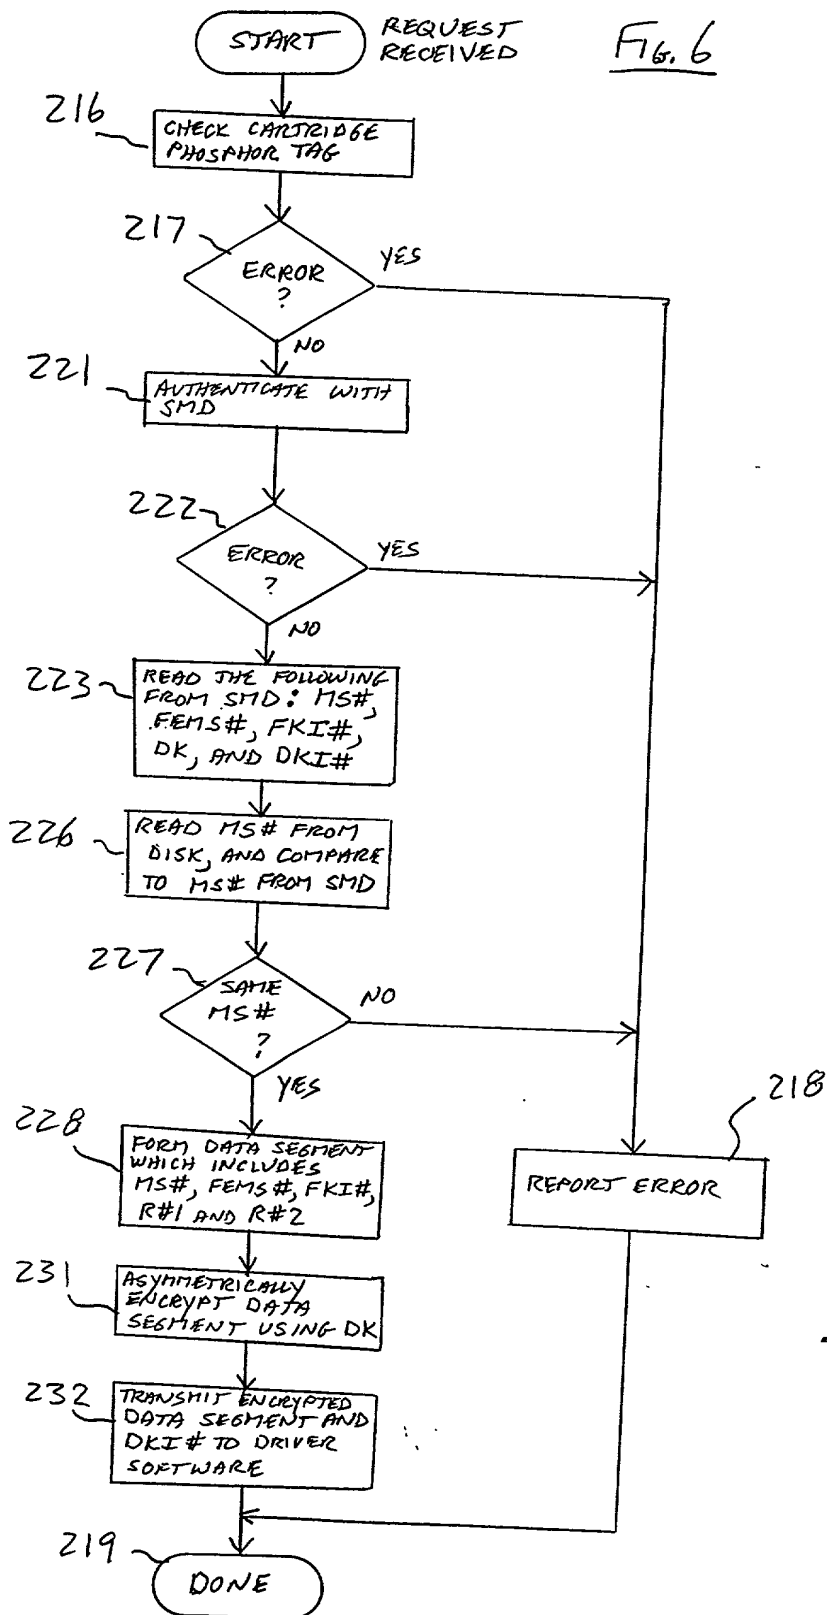 START
REQUEST
RECEIVED
FIG. 6
216
CHECK CARTRIDGE
PHOSPHOR TAG
217
ERROR
?
YES
NO
221
AUTHENTICATE WITH
SMD
222
ERROR
?
YES
NO
223
READ THE FOLLOWING
FROM SMD: MS#,
FEMS#, FKI#,
DK, AND DKI#
226
READ MS# FROM
DISK, AND COMPARE
TO MS# FROM SMD
227
SAME
MS#
?
NO
YES
228
FORM DATA SEGMENT
WHICH INCLUDES
MS#, FEMS#, FKI#,
R#1 AND R#2
218
REPORT ERROR
231
ASYMMETRICALLY
ENCRYPT DATA
SEGMENT USING DK
232
TRANSMIT ENCRYPTED
DATA SEGMENT AND
DKI# TO DRIVER
SOFTWARE
219
DONE